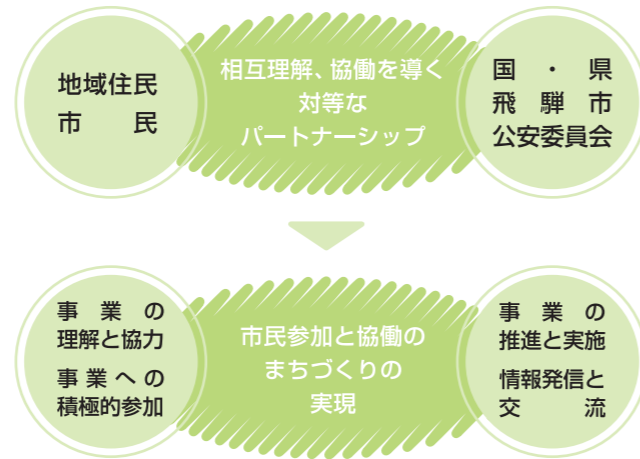 地域住民
市民
相互理解、協働を導く
対等な
パートナーシップ
国・県
飛騨市
公安委員会
事業の
理解と協力
事業への
積極的参加
市民参加と協働の
まちづくりの
実現
事業の
推進と実施
情報発信と
交流